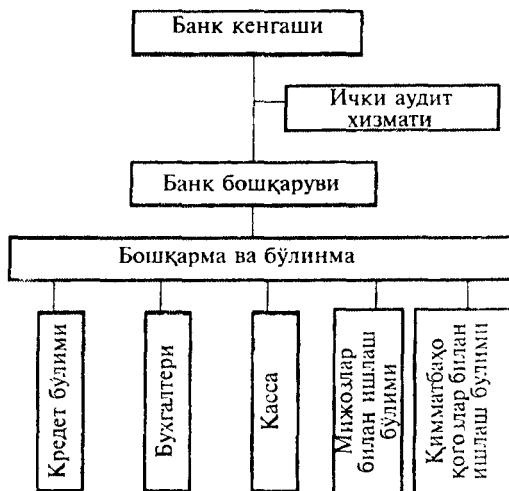 Банк кенгаши
Ички аудит
хизмати
Банк бошқаруви
Бошқарма ва бўлинма
Кредет бўлими
Бухгалтери
Касса
Мижозлар
билан ишлаш
бўлими
Қимматбаҳо
қоғозлар билан
ишлаш булими